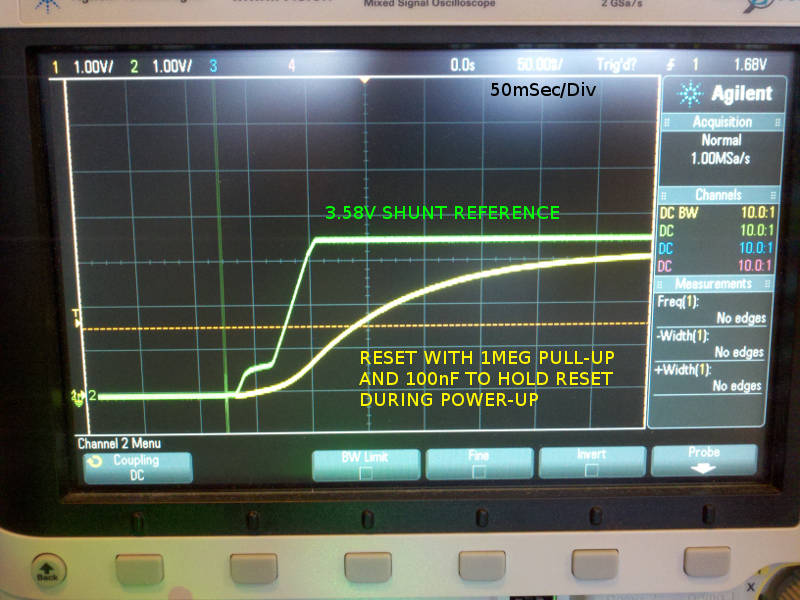 Mixed Signal Oscilloscope
2 GSa/s
1 1.00V/ 2 1.00V/ 3 4 0.0s 50.00s/ Trig'd? 1 1.68V
50mSec/Div
Agilent
Acquisition
Normal
1.00MSa/s
Channels
DC BW 10.0:1
DC 10.0:1
DC 10.0:1
DC 10.0:1
Measurements
Freq(1):
No edges
-Width(1):
No edges
+Width(1):
No edges
3.58V SHUNT REFERENCE
T
2
RESET WITH 1MEG PULL-UP
AND 100nF TO HOLD RESET
DURING POWER-UP
Channel 2 Menu
Coupling
DC
BW Limit
Fine
Invert
Probe
Back
X